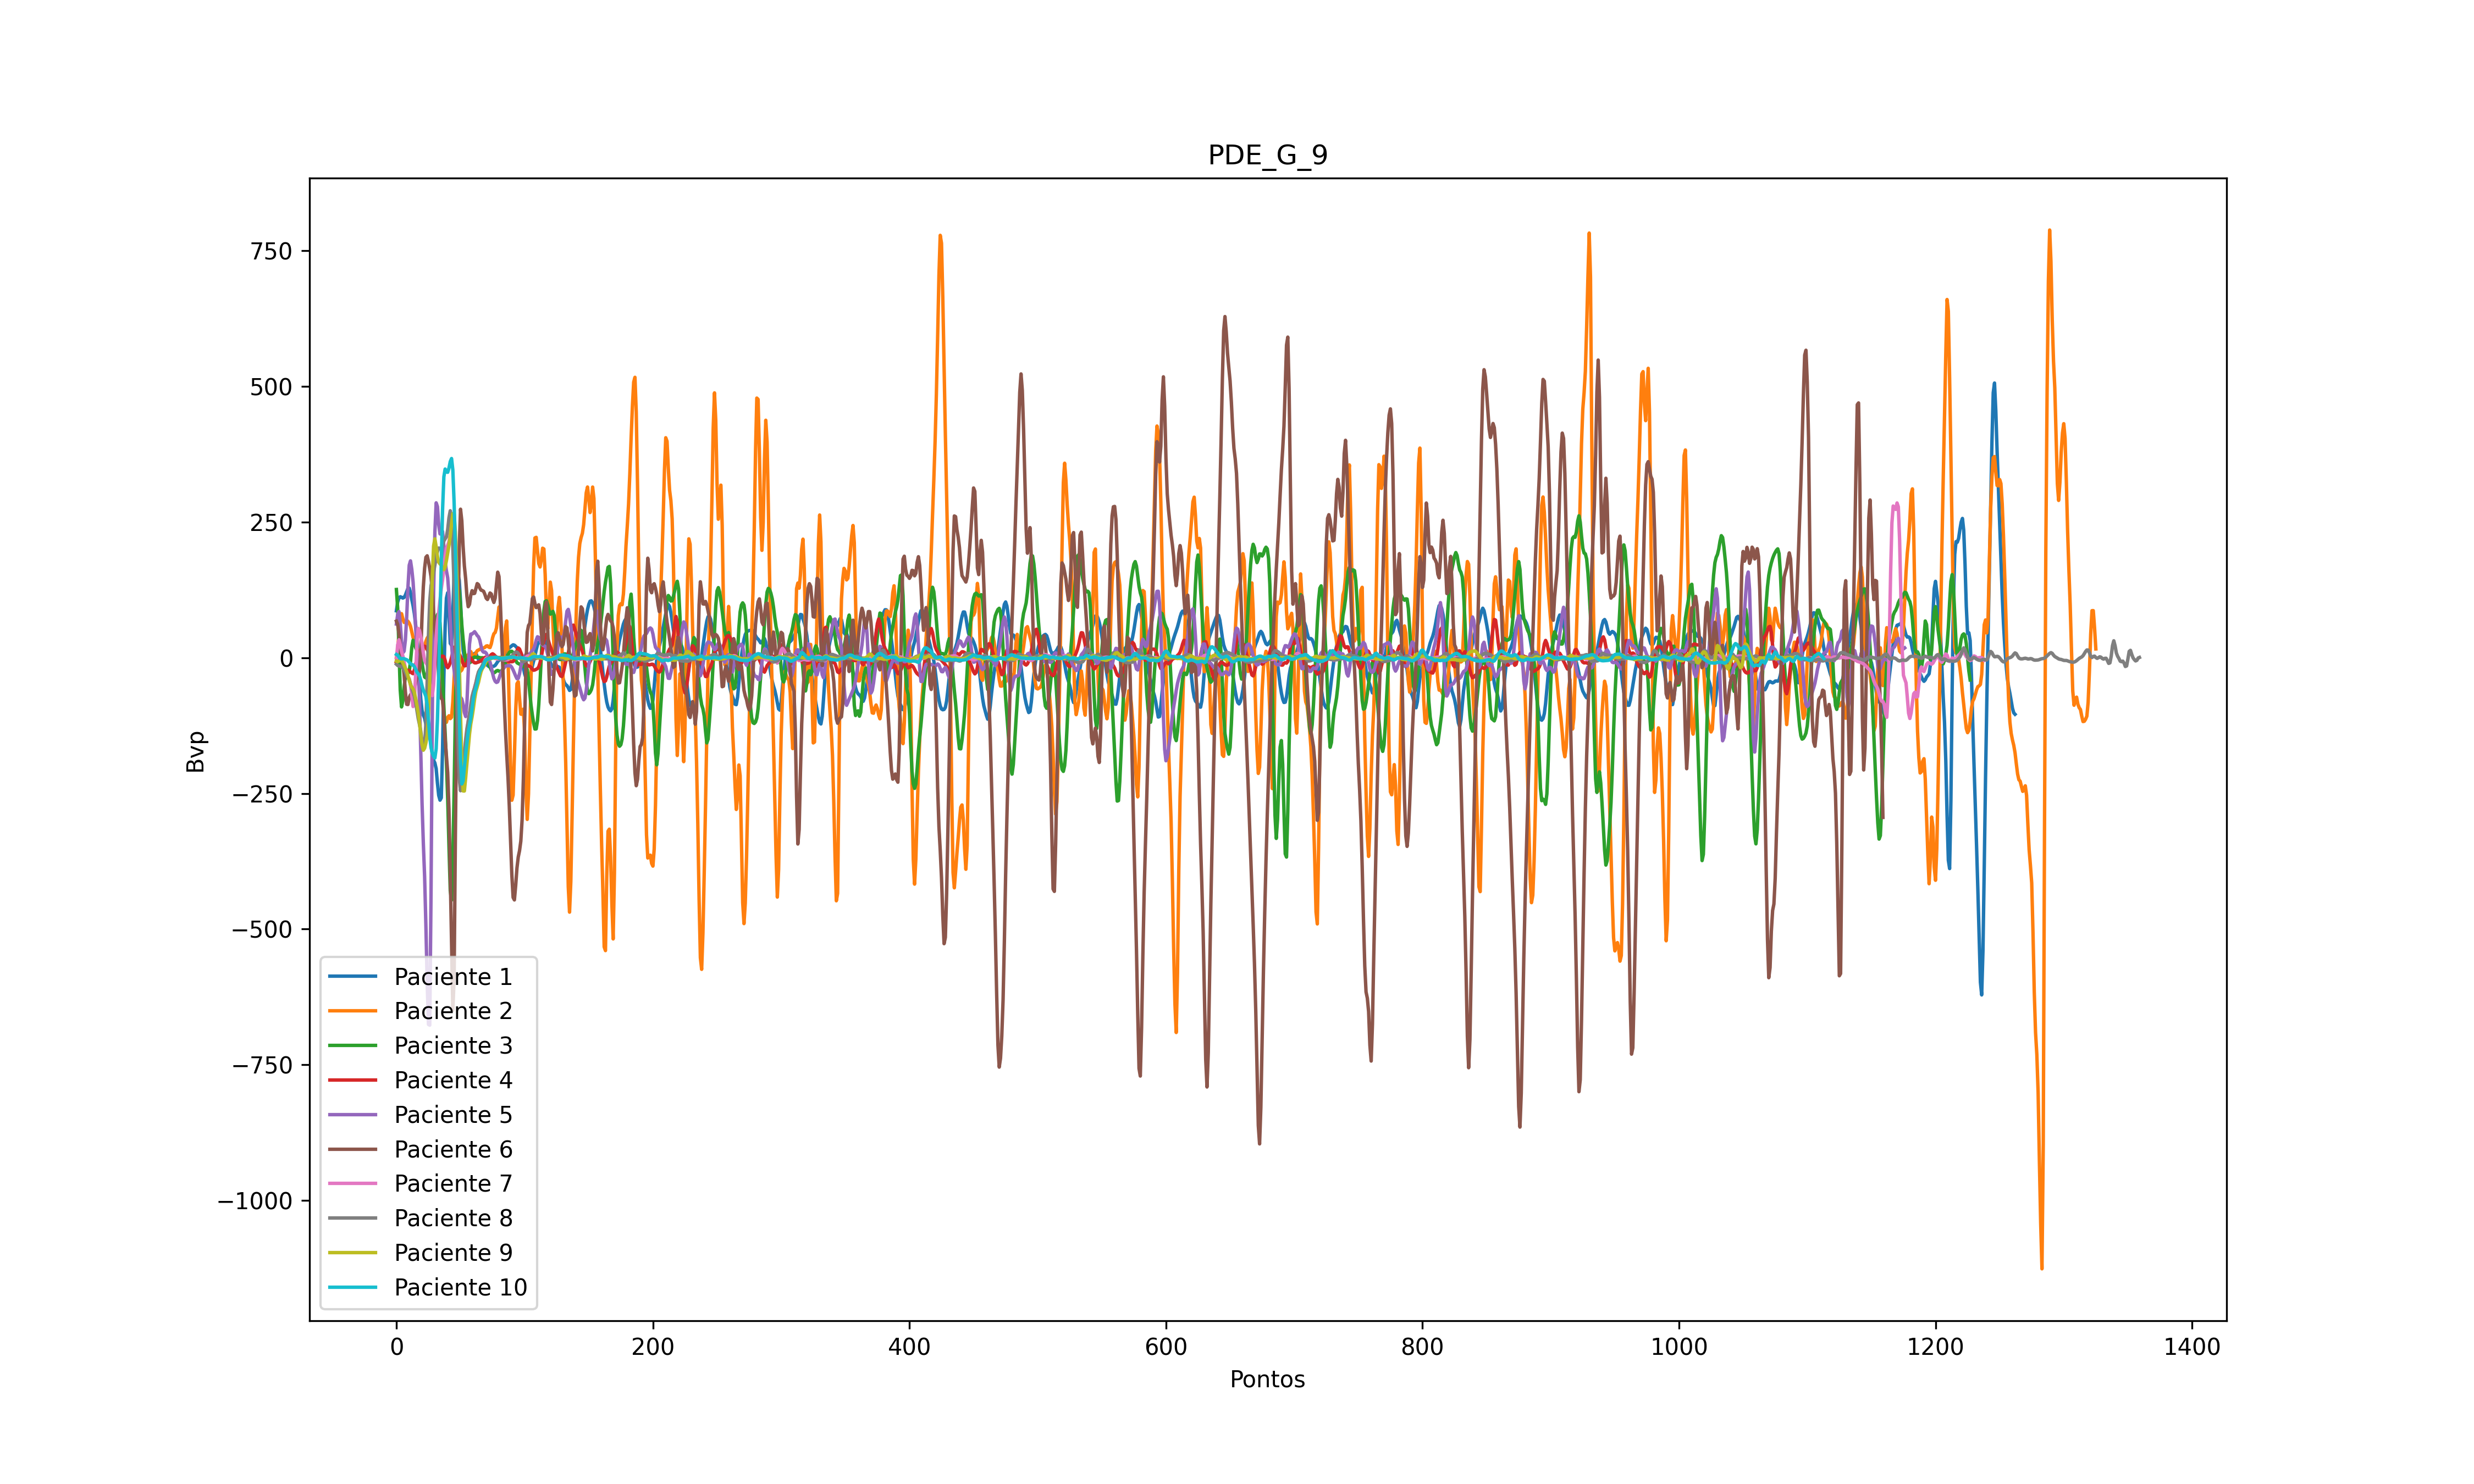 PDE_G_9
750
500
250
0
−250
−500
−750
−1000
Bvp
Paciente 1
Paciente 2
Paciente 3
Paciente 4
Paciente 5
Paciente 6
Paciente 7
Paciente 8
Paciente 9
Paciente 10
0 200 400 600 800 1000 1200 1400
Pontos